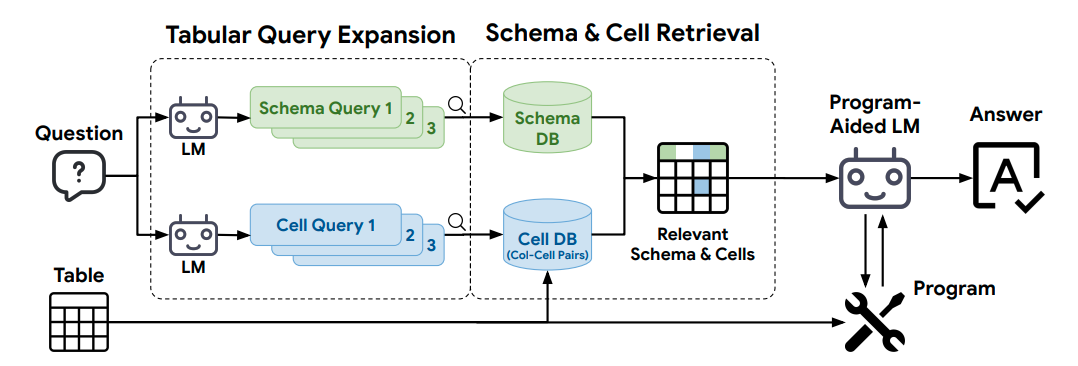 Tabular Query Expansion
Schema & Cell Retrieval
Question
?
LM
Schema Query 1
2
3
Schema
DB
LM
Cell Query 1
2
3
Cell DB
(Col-Cell Pairs)
Relevant
Schema & Cells
Program-
Aided LM
Answer
A
Table
Program